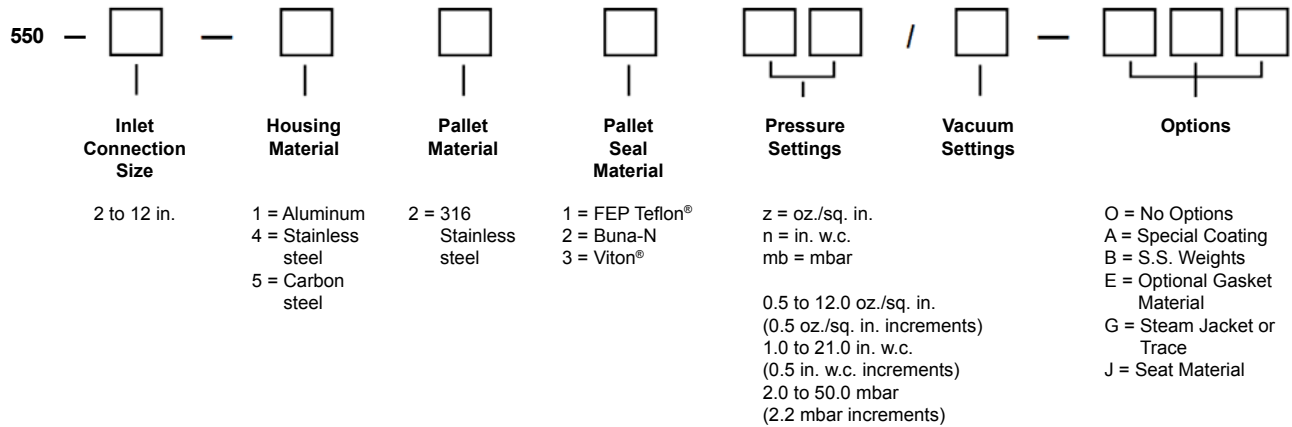 550 — — / —
Inlet
Connection
Size
2 to 12 in.
Housing
Material
1 = Aluminum
4 = Stainless
steel
5 = Carbon
steel
Pallet
Material
2 = 316
Stainless
steel
Pallet
Seal
Material
1 = FEP Teflon®
2 = Buna-N
3 = Viton®
Pressure
Settings
Vacuum
Settings
z = oz./sq. in.
n = in. w.c.
mb = mbar
0.5 to 12.0 oz./sq. in.
(0.5 oz./sq. in. increments)
1.0 to 21.0 in. w.c.
(0.5 in. w.c. increments)
2.0 to 50.0 mbar
(2.2 mbar increments)
Options
O = No Options
A = Special Coating
B = S.S. Weights
E = Optional Gasket
Material
G = Steam Jacket or
Trace
J = Seat Material